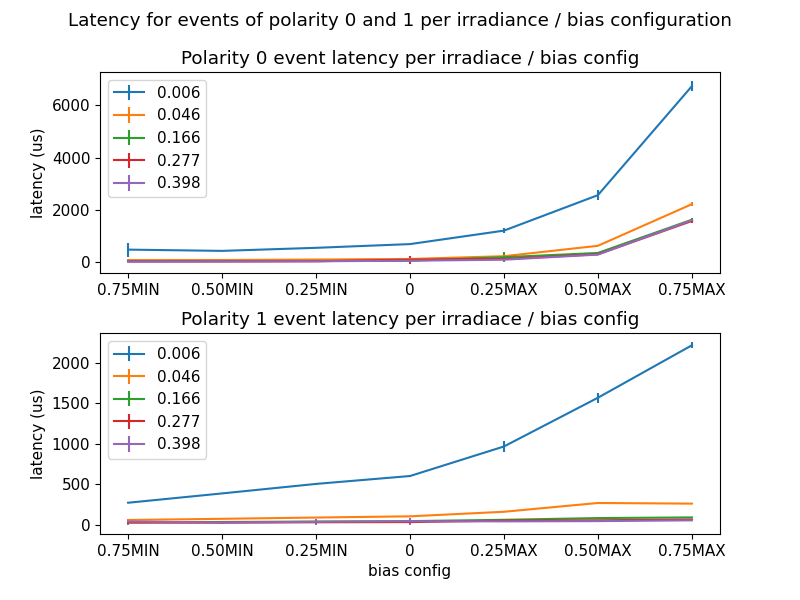 Latency for events of polarity 0 and 1 per irradiance / bias configuration
Polarity 0 event latency per irradiace / bias config
0.006
0.046
0.166
0.277
0.398
6000
4000
2000
0
latency (us)
0.75MIN 0.50MIN 0.25MIN 0 0.25MAX 0.50MAX 0.75MAX
Polarity 1 event latency per irradiace / bias config
0.006
0.046
0.166
0.277
0.398
2000
1500
1000
500
0
latency (us)
0.75MIN 0.50MIN 0.25MIN 0 0.25MAX 0.50MAX 0.75MAX
bias config